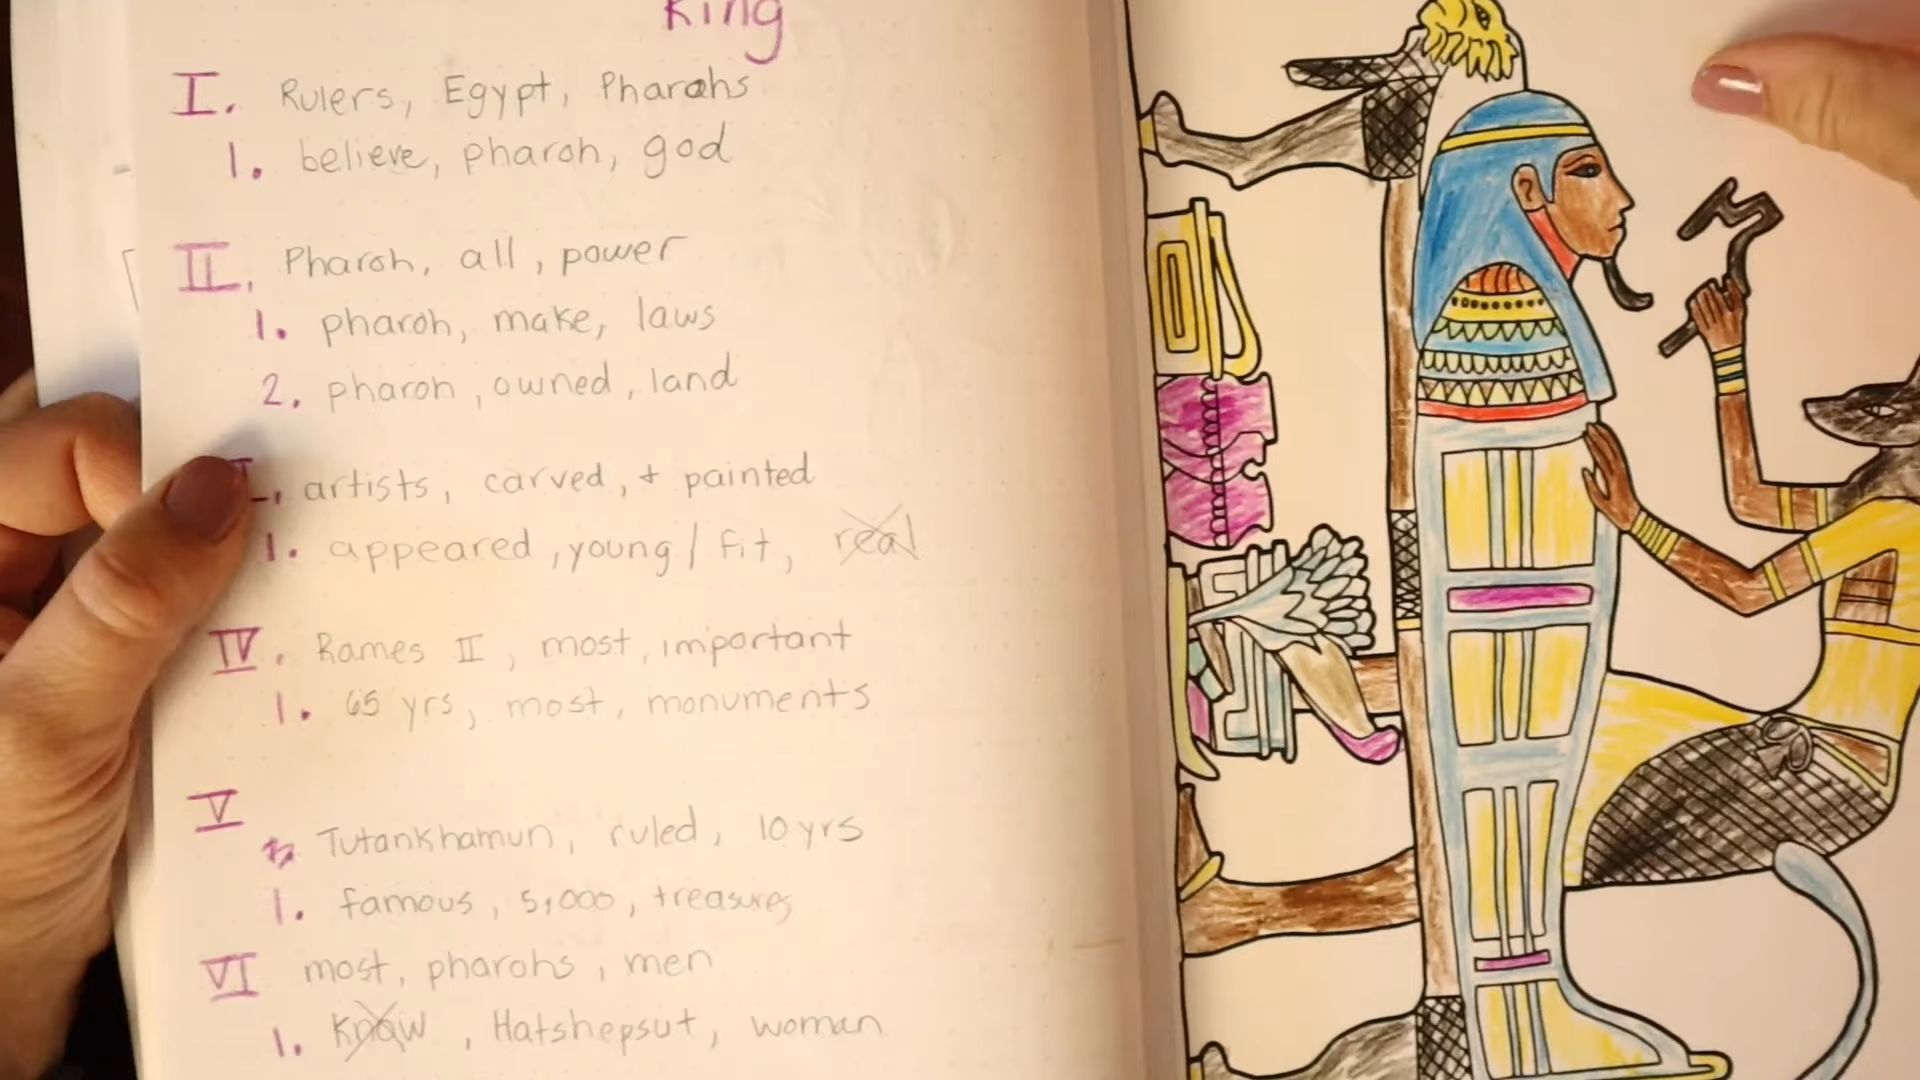 King
I. Rulers, Egypt, Pharahs
1. believe, pharoh, god
II. Pharoh, all, power
1. pharoh, make, laws
2. pharoh, owned, land
artists, carved, + painted
1. appeared, young / fit, real
IV. Rames II, most, important
1. 65 yrs, most, monuments
V
Tutankhamun, ruled, 10 yrs
1. famous, 5,000, treasures
VI most, pharohs, men
1. Know, Hatshepsut, woman